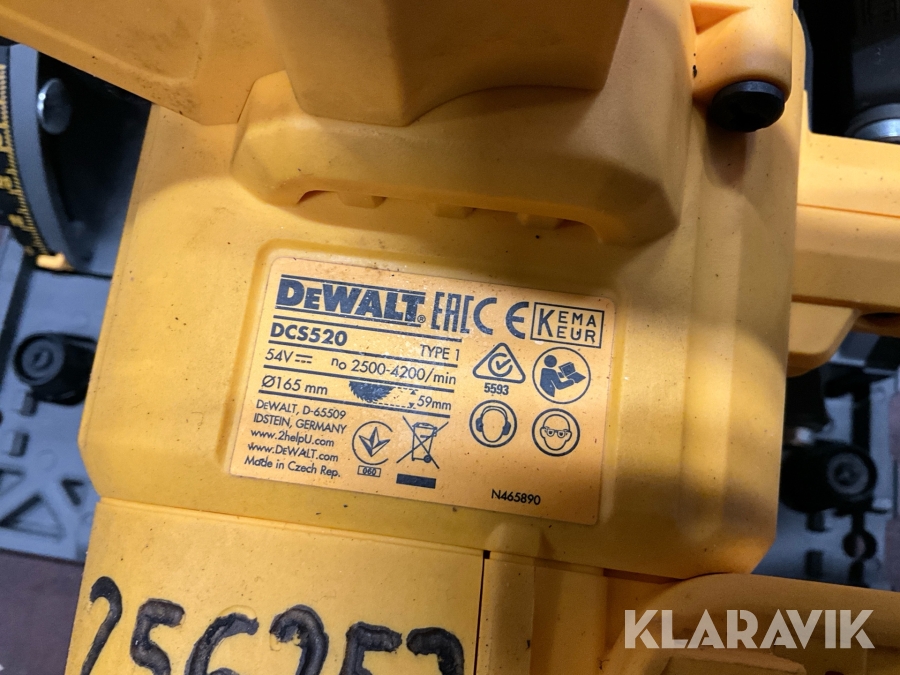 DEWALT® EAC CE KEMA EUR
DCS520 TYPE 1
54V n₀ 2500-4200/min
5593
Ø165 mm 59mm
DEWALT, D-65509
IDSTEIN, GERMANY
www.2helpU.com
www.DEWALT.com
Made in Czech Rep.
060
N465890
KLARAVIK